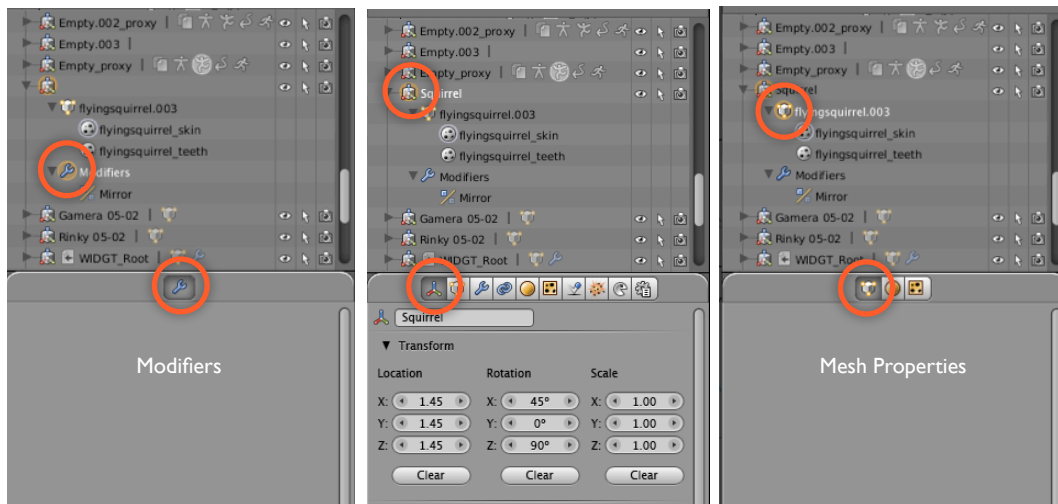 Empty.002_proxy
Empty.003
Empty_proxy
flyingsquirrel.003
flyingsquirrel_skin
flyingsquirrel_teeth
Modifiers
Mirror
Gamera 05-02
Rinky 05-02
WIDGT_Root
Modifiers
Empty.002_proxy
Empty.003
Empty_proxy
Squirrel
flyingsquirrel.003
flyingsquirrel_skin
flyingsquirrel_teeth
Modifiers
Mirror
Gamera 05-02
Rinky 05-02
WIDGT_Root
Squirrel
Transform
Location Rotation Scale
X: 1.45 X: 45° X: 1.00
Y: 1.45 Y: 0° Y: 1.00
Z: 1.45 Z: 90° Z: 1.00
Clear Clear Clear
Empty.002_proxy
Empty.003
Empty_proxy
Squirrel
flyingsquirrel.003
flyingsquirrel_skin
flyingsquirrel_teeth
Modifiers
Mirror
Gamera 05-02
Rinky 05-02
WIDGT_Root
Mesh Properties